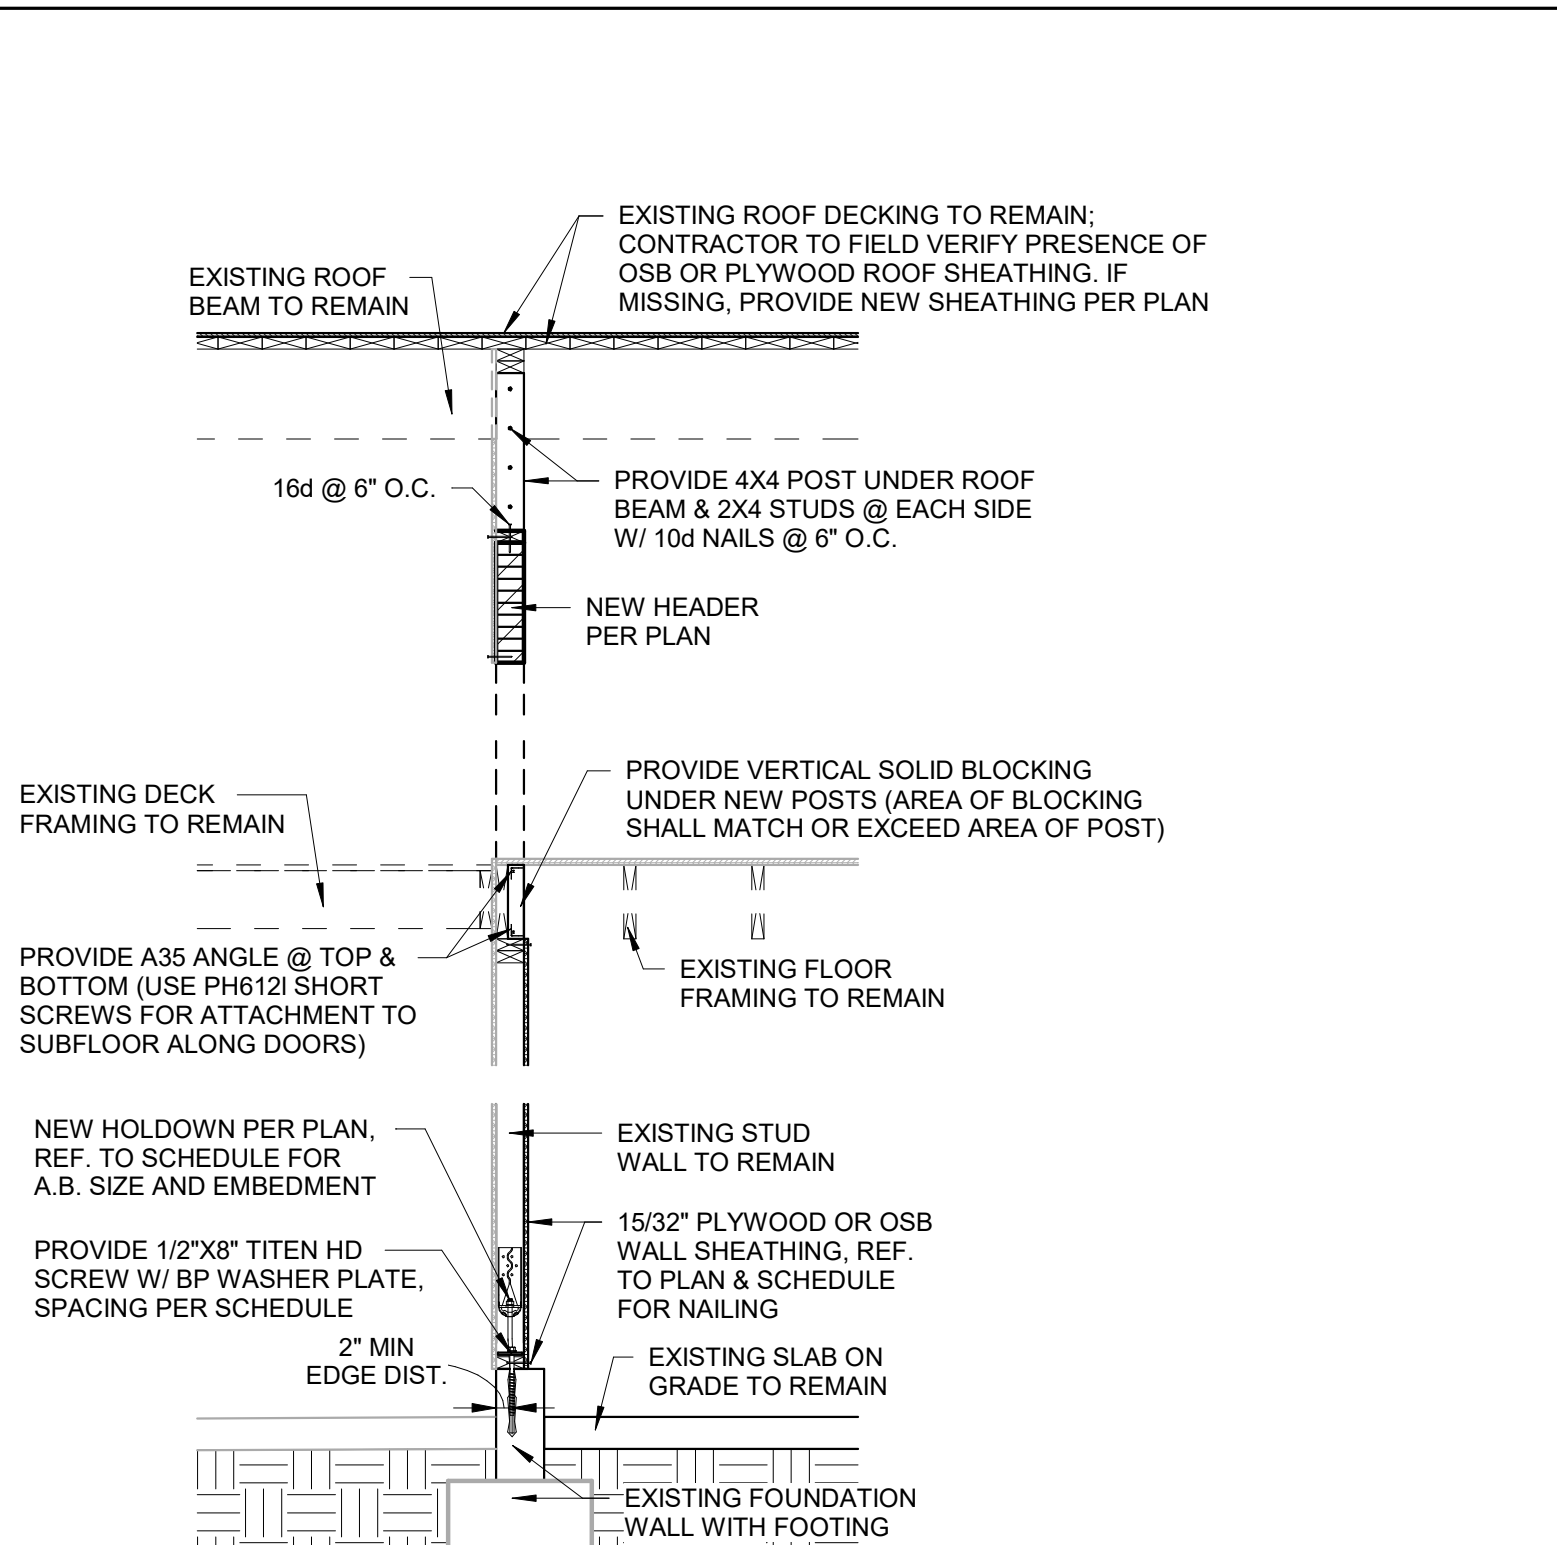 EXISTING ROOF DECKING TO REMAIN;
CONTRACTOR TO FIELD VERIFY PRESENCE OF
OSB OR PLYWOOD ROOF SHEATHING. IF
MISSING, PROVIDE NEW SHEATHING PER PLAN
EXISTING ROOF
BEAM TO REMAIN
16d @ 6" O.C.
PROVIDE 4X4 POST UNDER ROOF
BEAM & 2X4 STUDS @ EACH SIDE
W/ 10d NAILS @ 6" O.C.
NEW HEADER
PER PLAN
PROVIDE VERTICAL SOLID BLOCKING
UNDER NEW POSTS (AREA OF BLOCKING
SHALL MATCH OR EXCEED AREA OF POST)
EXISTING DECK
FRAMING TO REMAIN
PROVIDE A35 ANGLE @ TOP &
BOTTOM (USE PH612I SHORT
SCREWS FOR ATTACHMENT TO
SUBFLOOR ALONG DOORS)
EXISTING FLOOR
FRAMING TO REMAIN
NEW HOLDOWN PER PLAN,
REF. TO SCHEDULE FOR
A.B. SIZE AND EMBEDMENT
EXISTING STUD
WALL TO REMAIN
PROVIDE 1/2"X8" TITEN HD
SCREW W/ BP WASHER PLATE,
SPACING PER SCHEDULE
15/32" PLYWOOD OR OSB
WALL SHEATHING, REF.
TO PLAN & SCHEDULE
FOR NAILING
2" MIN
EDGE DIST.
EXISTING SLAB ON
GRADE TO REMAIN
EXISTING FOUNDATION
WALL WITH FOOTING